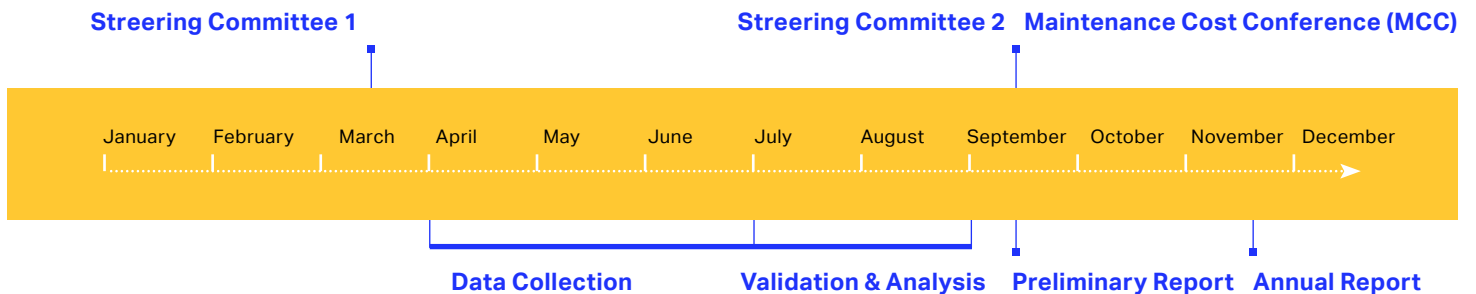 Streering Committee 1
Streering Committee 2 Maintenance Cost Conference (MCC)
January February March April May June July August September October November December
Data Collection Validation & Analysis Preliminary Report Annual Report